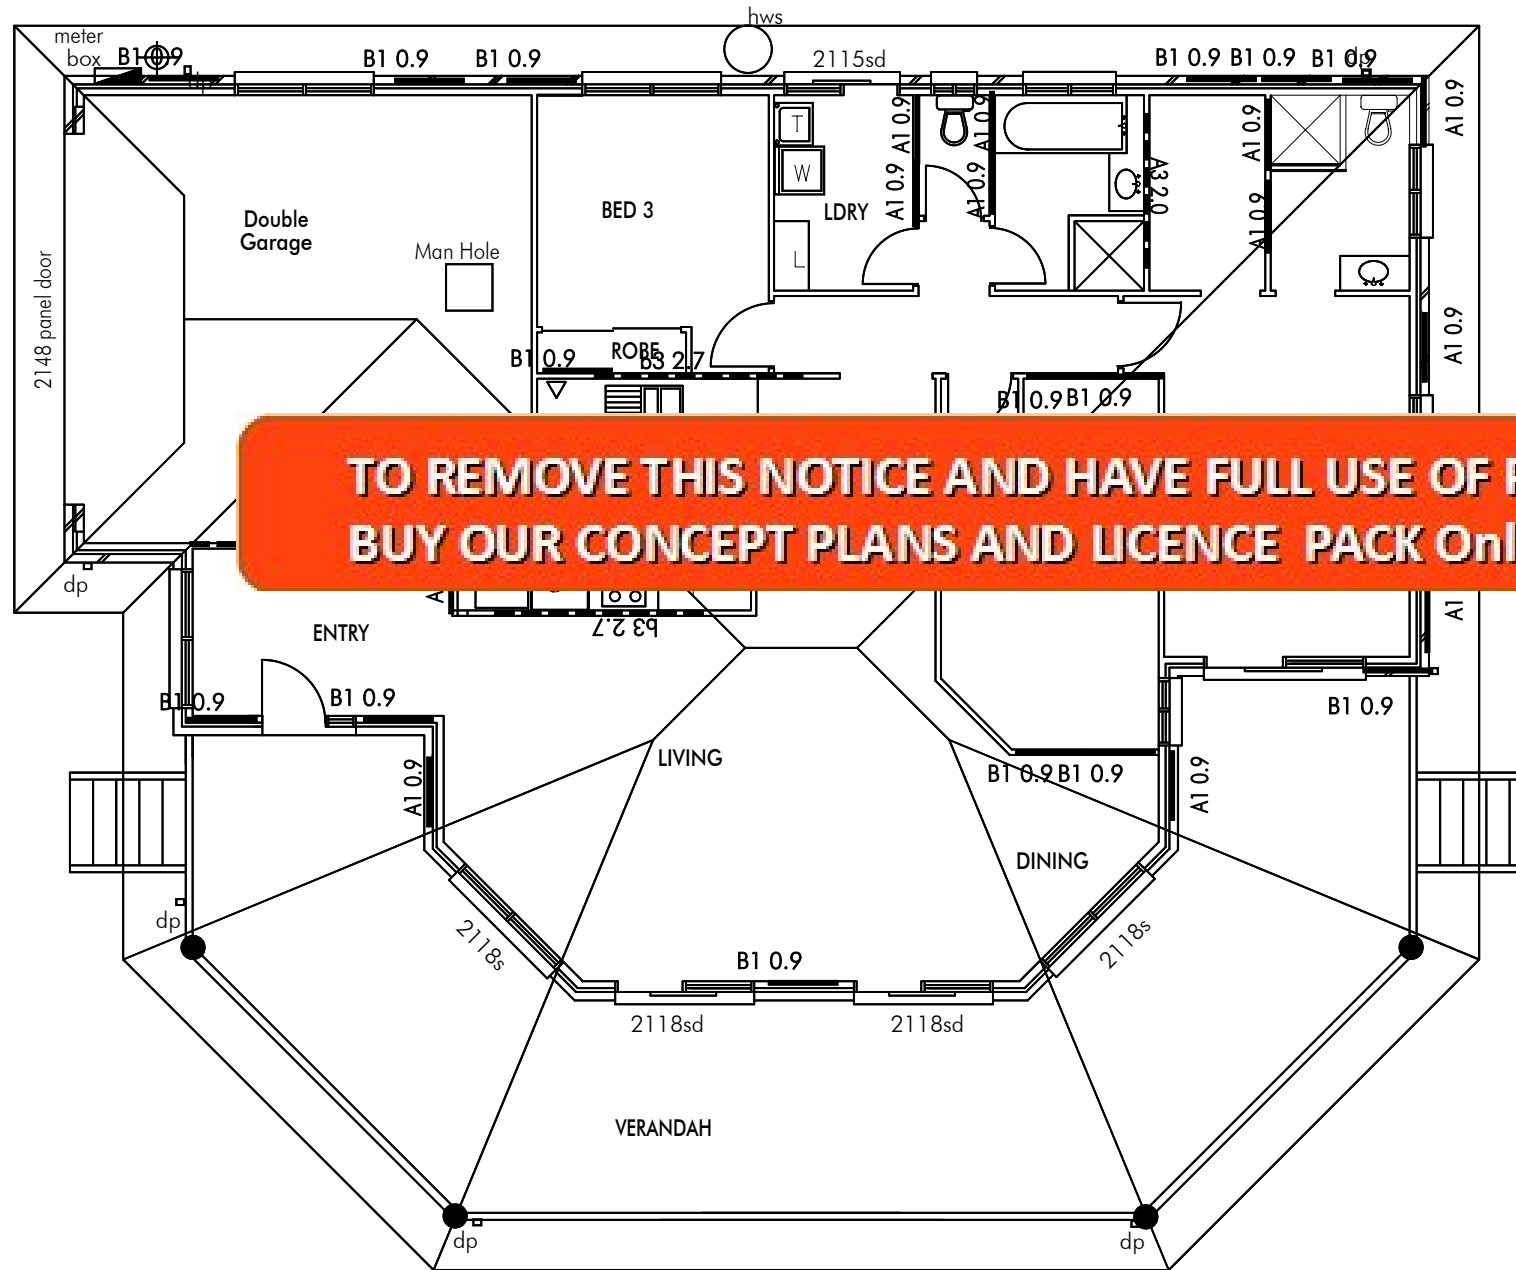 hws
meter
box
B1 0.9
hp
B1 0.9
B1 0.9
2115sd
B1 0.9
B1 0.9
B1 0.9
dp
T
W
L
LDRY
A1 0.9
A1 0.9
A1 0.9
A1 0.9
A3 2.0
A1 0.9
A1 0.9
A1 0.9
A1 0.9
Double
Garage
Man Hole
BED 3
2148 panel door
ROBE
B1 0.9
b3 2.7
B1 0.9
B1 0.9
TO REMOVE THIS NOTICE AND HAVE FULL USE OF
BUY OUR CONCEPT PLANS AND LICENCE PACK
dp
A1
b3 2.7
ENTRY
B1 0.9
B1 0.9
B1 0.9
LIVING
A1 0.9
B1 0.9
B1 0.9
A1 0.9
DINING
dp
2118s
2118s
B1 0.9
2118sd
2118sd
VERANDAH
dp
dp